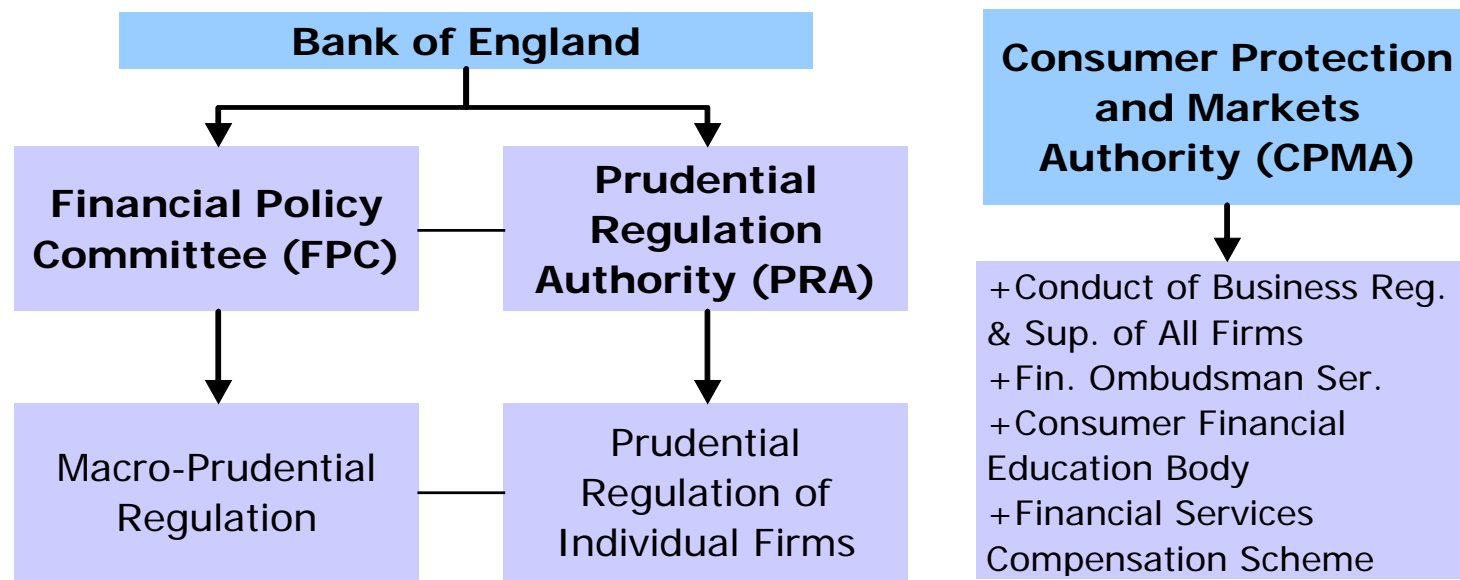 Bank of England
Financial Policy
Committee (FPC)
Prudential
Regulation
Authority (PRA)
Macro-Prudential
Regulation
Prudential
Regulation of
Individual Firms
Consumer Protection
and Markets
Authority (CPMA)
+Conduct of Business Reg.
& Sup. of All Firms
+Fin. Ombudsman Ser.
+Consumer Financial
Education Body
+Financial Services
Compensation Scheme